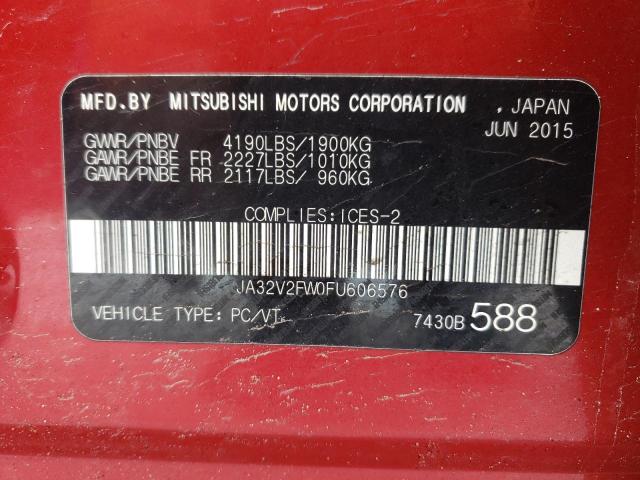 MFD.BY MITSUBISHI MOTORS CORPORATION , JAPAN
JUN 2015
GVWR/PNBV 4190LBS/1900KG
GAWR/PNBE FR 2227LBS/1010KG
GAWR/PNBE RR 2117LBS/ 960KG
COMPLIES:ICES-2
JA32V2FW0FU606576
VEHICLE TYPE: PC/VT 7430B 588